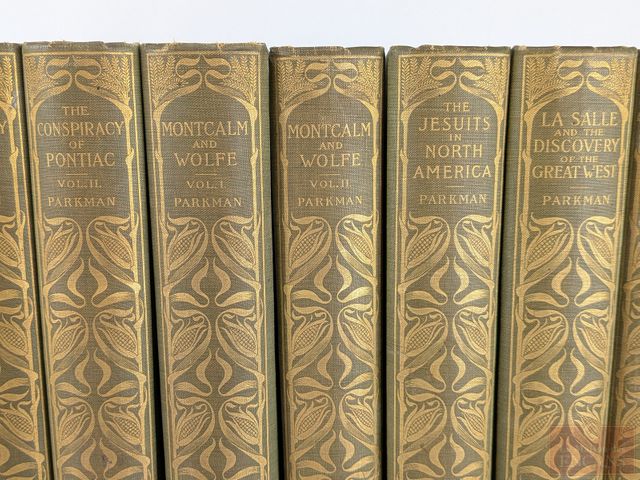 THE
CONSPIRACY
OF
PONTIAC
VOL. II.
PARKMAN
MONTCALM
AND
WOLFE
VOL. I.
PARKMAN
MONTCALM
AND
WOLFE
VOL. II.
PARKMAN
THE
JESUITS
IN
NORTH
AMERICA
PARKMAN
LA SALLE
AND THE
DISCOVERY
OF THE
GREAT WEST
PARKMAN